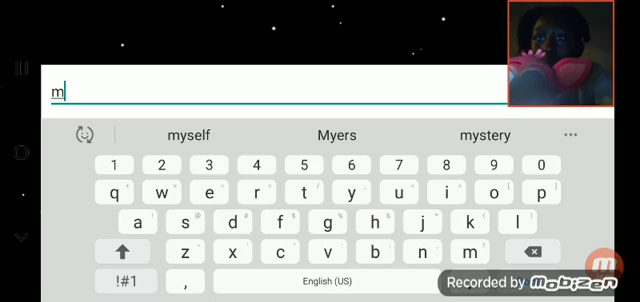 m
myself Myers mystery
1 2 3 4 5 6 7 8 9 0
q w e r t y u i o p
a s d f g h j k l
z x c v b n m
!#1 , English (US)
Recorded by mobizen